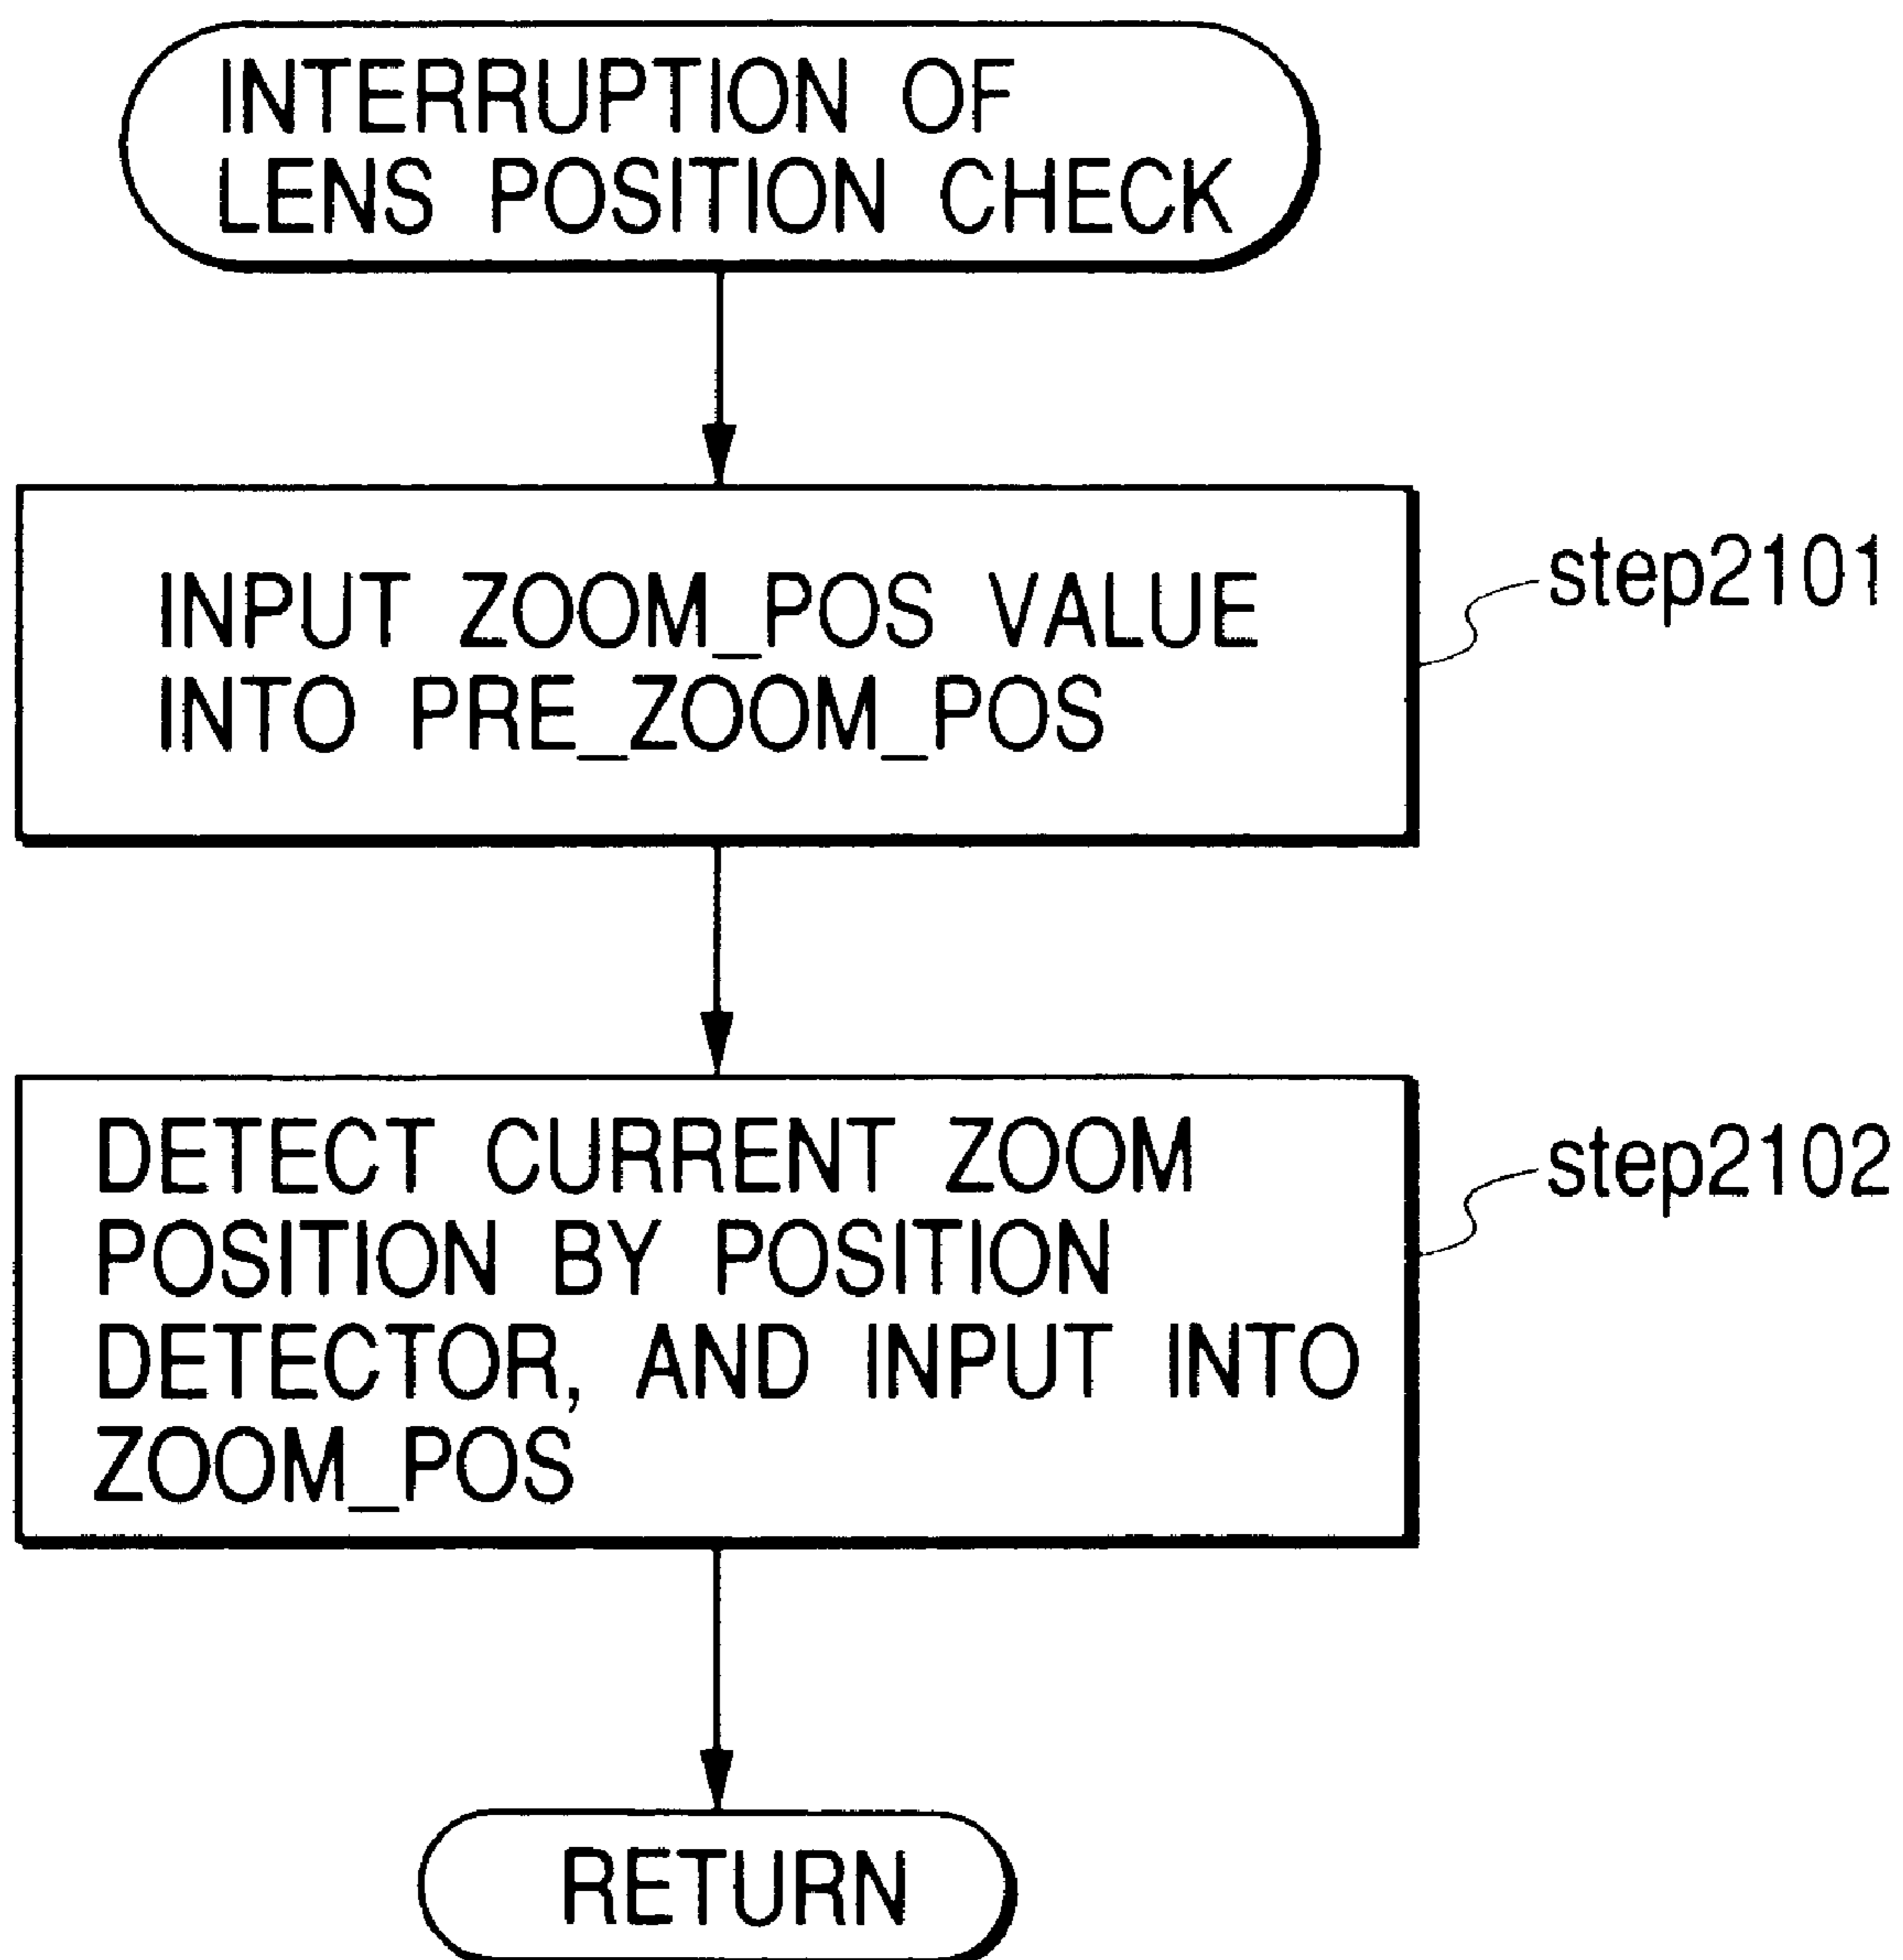 INTERRUPTION OF
LENS POSITION CHECK
INPUT ZOOM_POS VALUE
INTO PRE_ZOOM_POS
step2101
DETECT CURRENT ZOOM
POSITION BY POSITION
DETECTOR, AND INPUT INTO
ZOOM_POS
step2102
RETURN